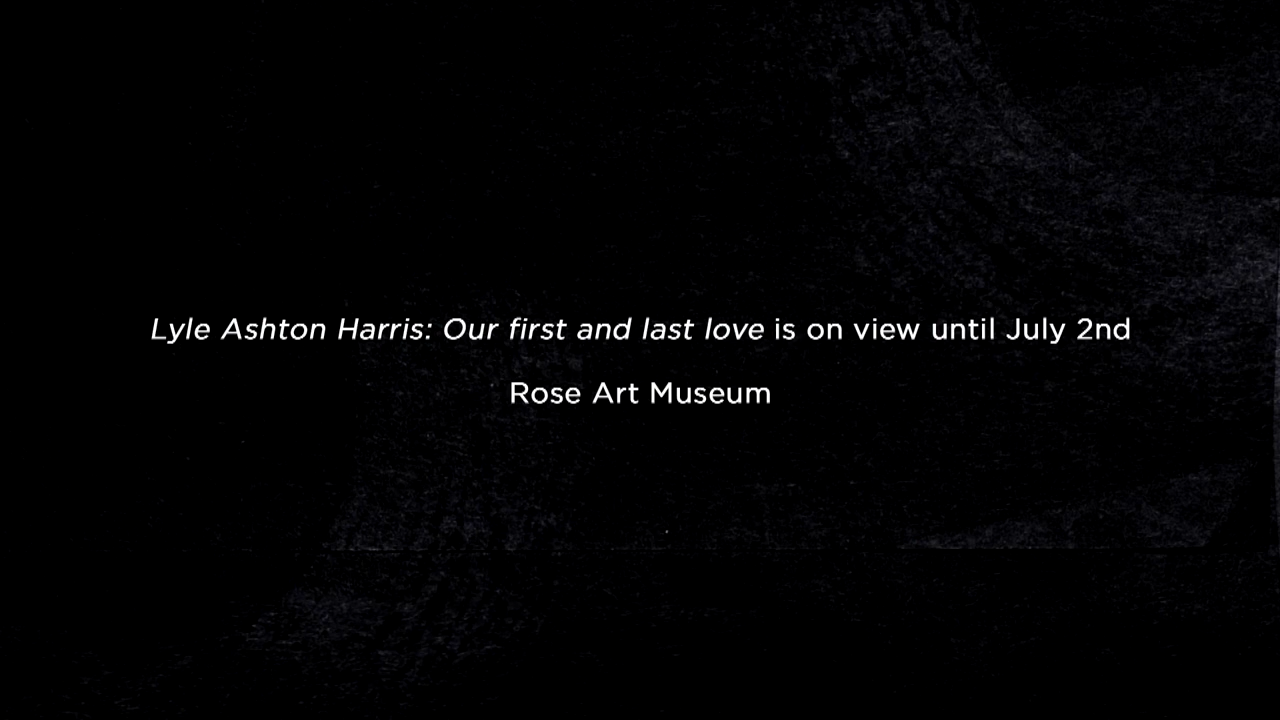 Lyle Ashton Harris: Our first and last love is on view until July 2nd
Rose Art Museum